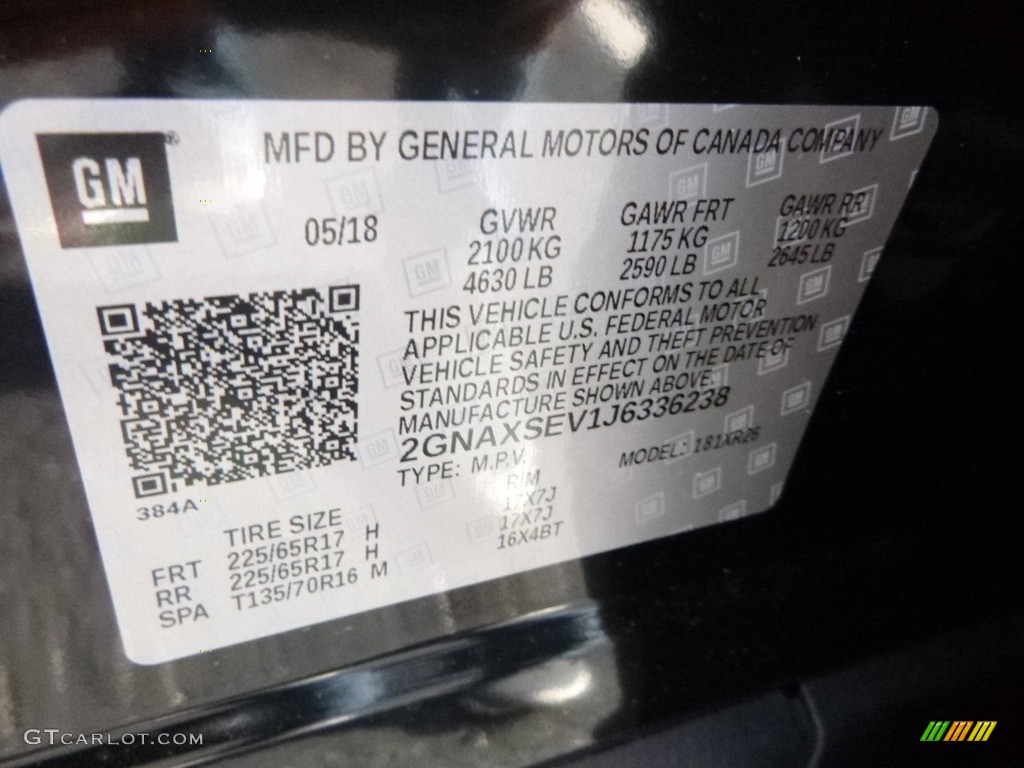 GM ®
MFD BY GENERAL MOTORS OF CANADA COMPANY
05/18
GVWR GAWR FRT GAWR RR
2100 KG 1175 KG 1200 KG
4630 LB 2590 LB 2645 LB
THIS VEHICLE CONFORMS TO ALL
APPLICABLE U.S. FEDERAL MOTOR
VEHICLE SAFETY AND THEFT PREVENTION
STANDARDS IN EFFECT ON THE DATE OF
MANUFACTURE SHOWN ABOVE.
2GNAXSEV1J6336238
TYPE: M.P.V. MODEL: 181XR26
384A
TIRE SIZE RIM
FRT 225/65R17 H 17X7J
RR 225/65R17 H 17X7J
SPA T135/70R16 M 16X4BT
GTCARLOT.COM